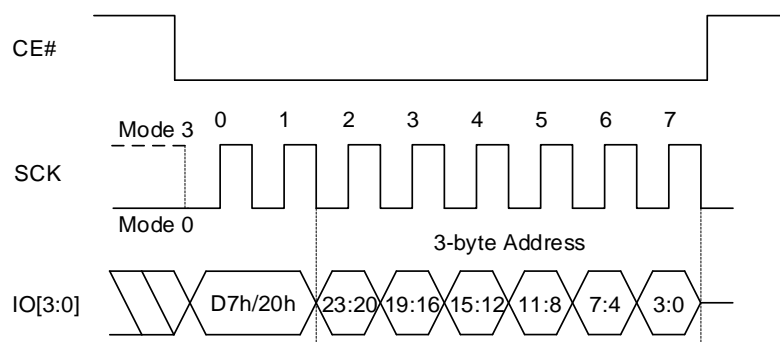 CE#
Mode 3
0 1 2 3 4 5 6 7
SCK
Mode 0
3-byte Address
IO[3:0]
D7h/20h 23:20 19:16 15:12 11:8 7:4 3:0